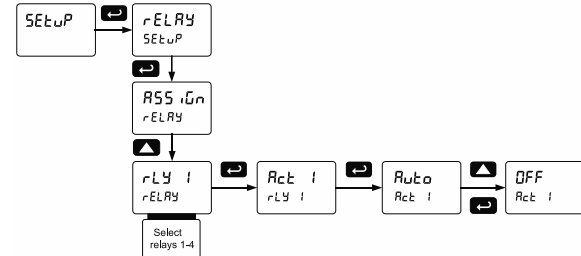 SEtuP
rELAY
SEtuP
ASSiGn
rELAY
rLY 1
rELAY
Act 1
rLY 1
Auto
Act 1
OFF
Act 1
Select
relays 1-4